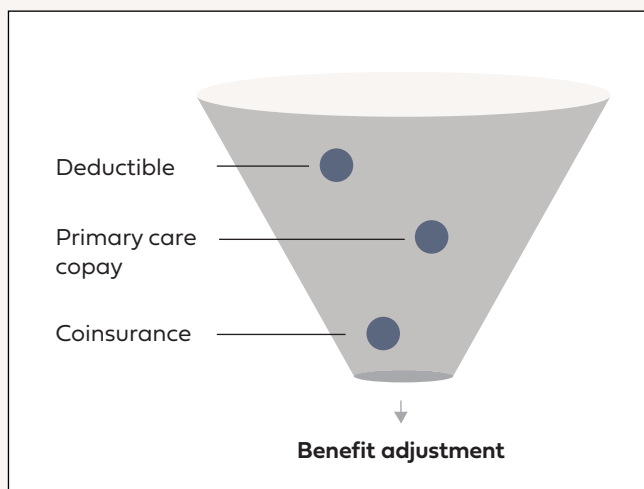 Deductible
Primary care
copay
Coinsurance
Benefit adjustment